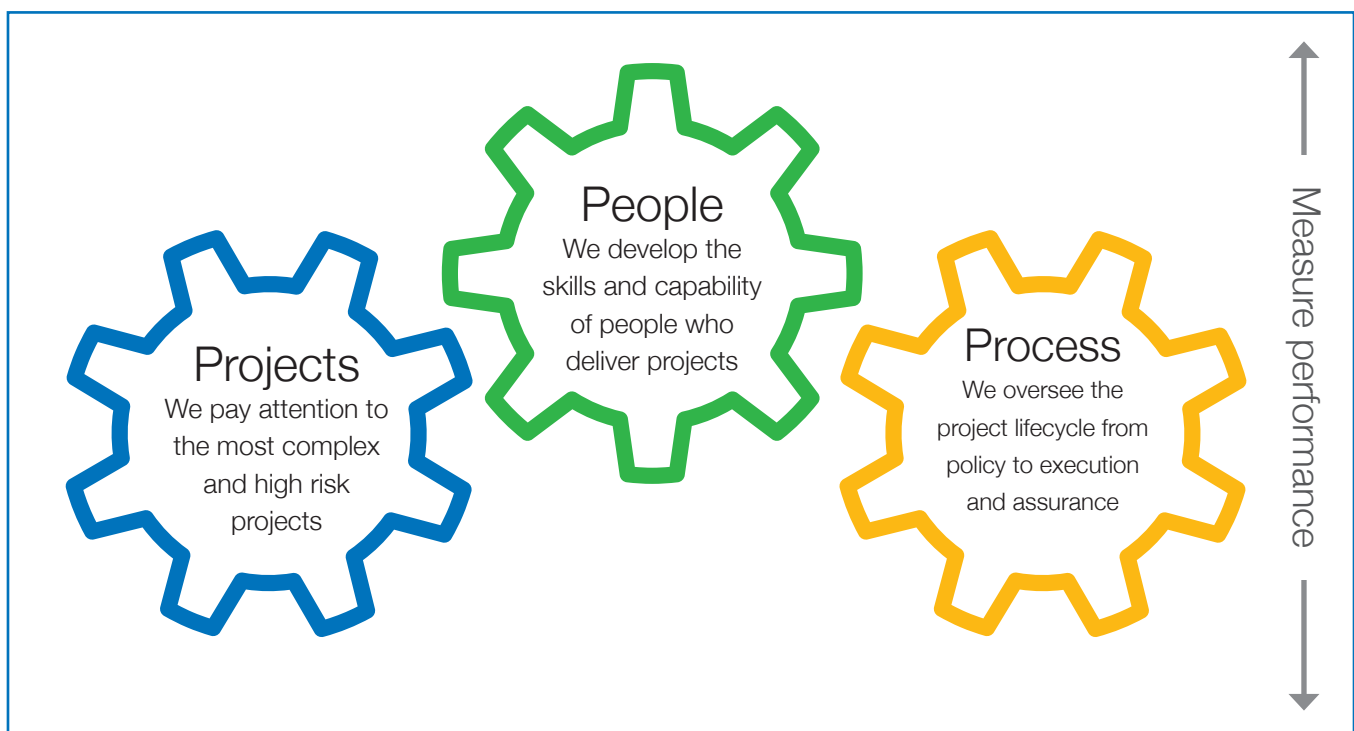 Projects
We pay attention to
the most complex
and high risk
projects
People
We develop the
skills and capability
of people who
deliver projects
Process
We oversee the
project lifecycle from
policy to execution
and assurance
Measure performance